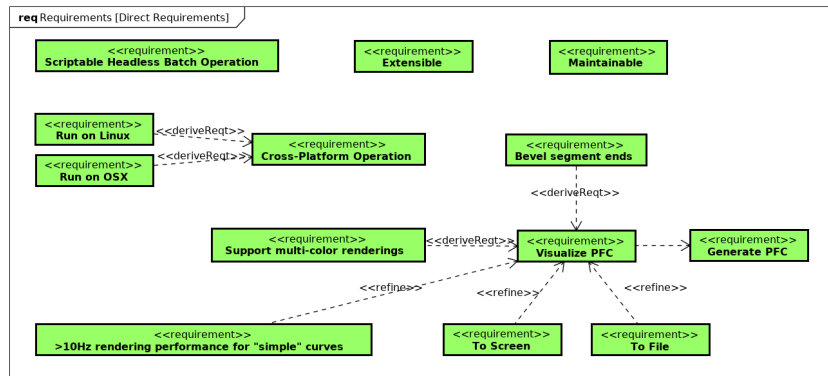 req Requirements [Direct Requirements]
<<requirement>>
Scriptable Headless Batch Operation
<<requirement>>
Extensible
<<requirement>>
Maintainable
<<requirement>>
Run on Linux
<<deriveReqt>>
<<requirement>>
Run on OSX
<<deriveReqt>>
<<requirement>>
Cross-Platform Operation
<<requirement>>
Bevel segment ends
<<deriveReqt>>
<<requirement>>
Support multi-color renderings
<<deriveReqt>>
<<requirement>>
Visualize PFC
<<requirement>>
Generate PFC
<<refine>>
<<refine>>
<<refine>>
<<requirement>>
>10Hz rendering performance for "simple" curves
<<requirement>>
To Screen
<<requirement>>
To File